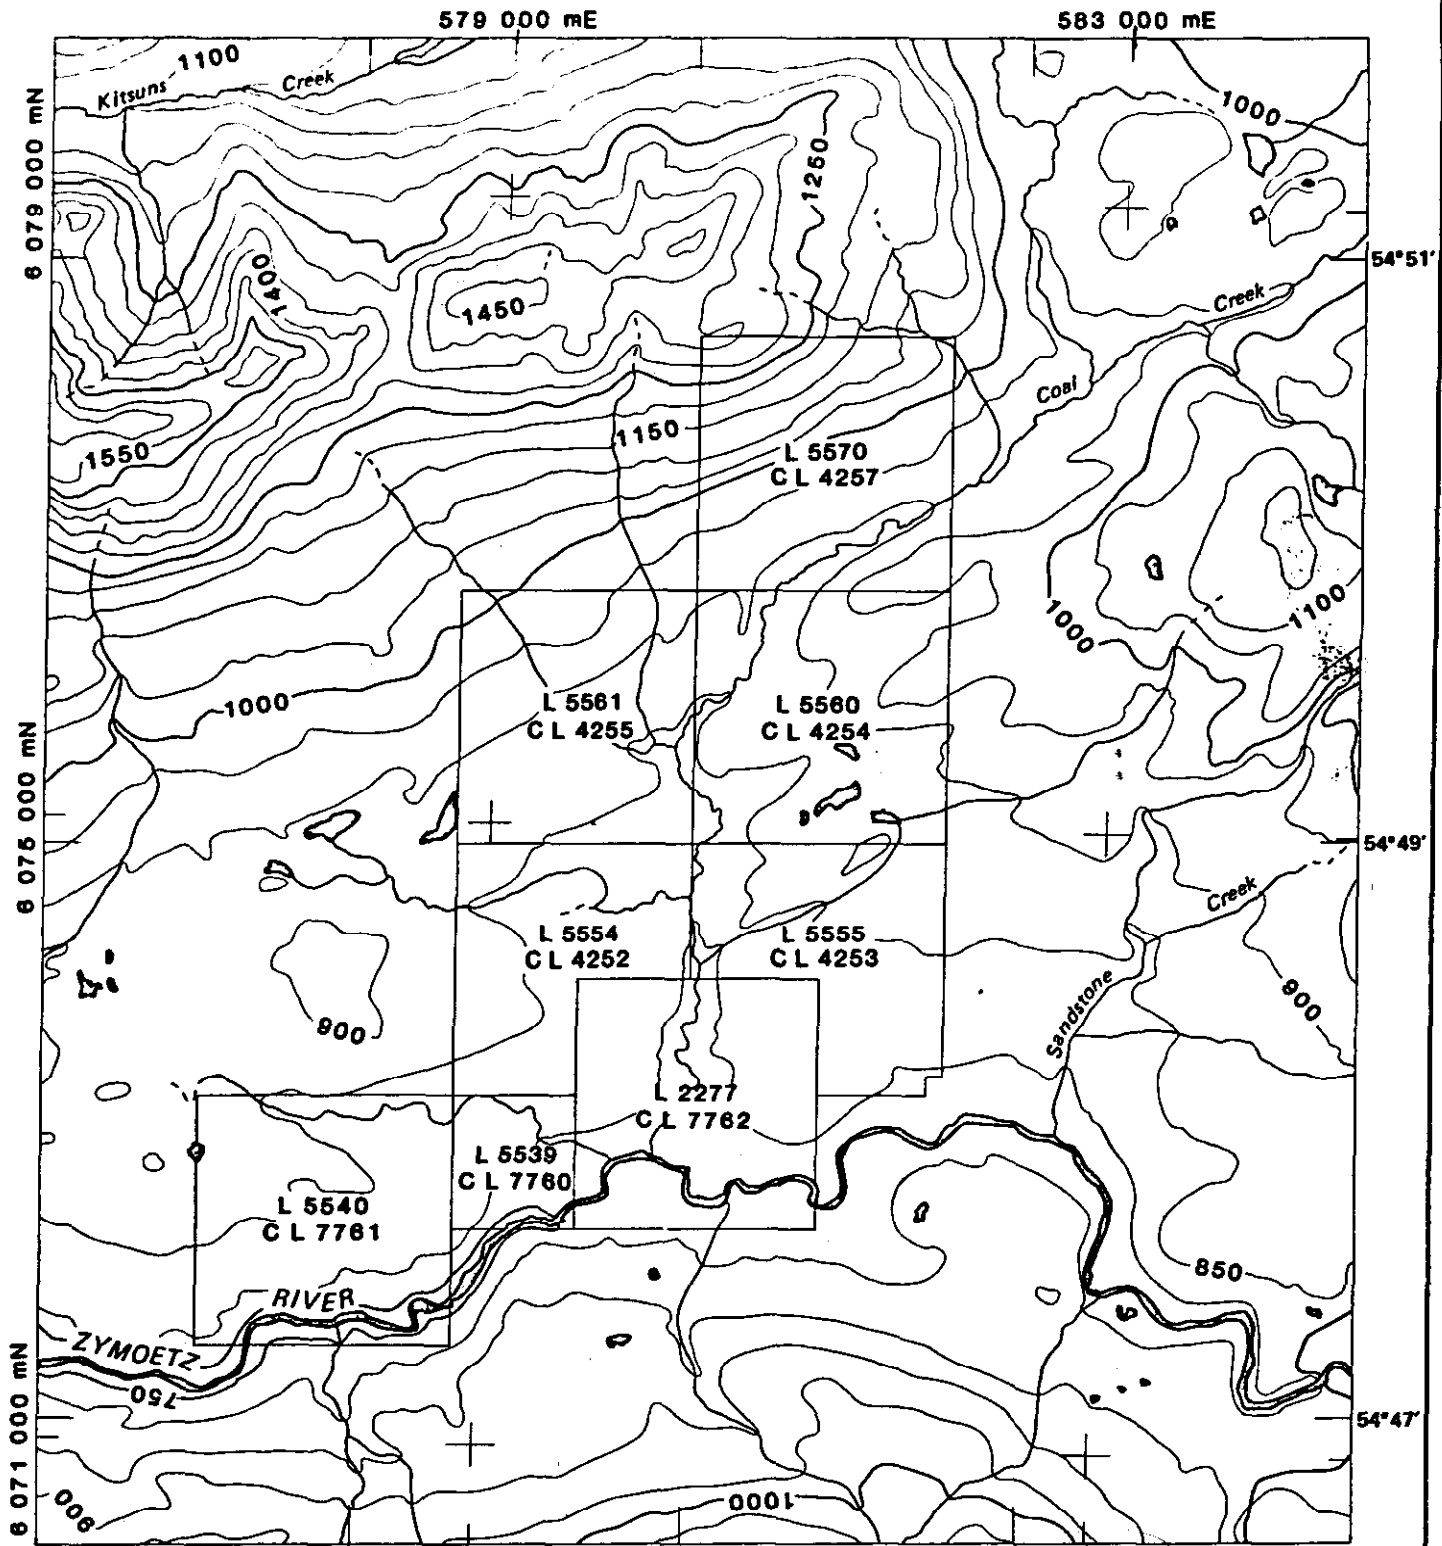 579 000 mE
583 000 mE
1100
Kitsuns Creek
1000
6 079 000 mN
1250
54°51'
1400
1450
Creek
Coal
1150
1550
L 5570
C L 4257
1100
1000
1000
L 5561
C L 4255
L 5560
C L 4254
6 075 000 mN
54°49'
Creek
L 5554
C L 4252
L 5555
C L 4253
900
900
Sandstone
L 2277
C L 7762
L 5539
C L 7760
L 5540
C L 7761
850
RIVER
ZYMOETZ
750
6 071 000 mN
54°47'
900
1000